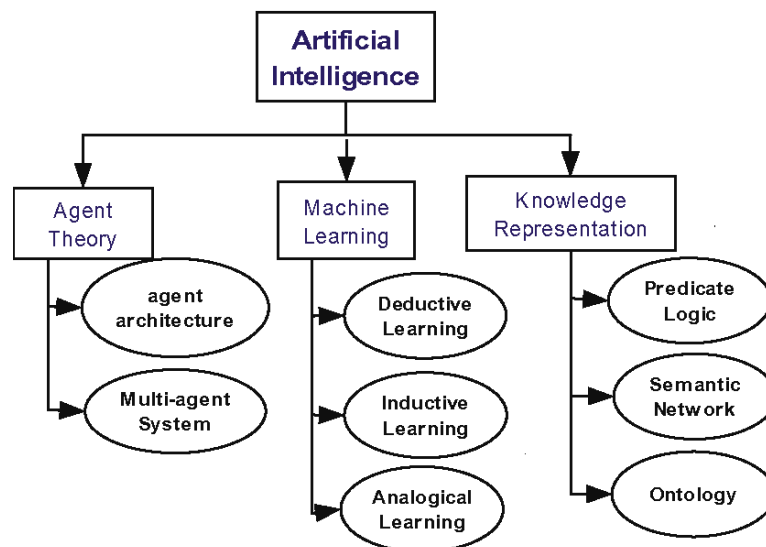 Artificial
Intelligence
Agent
Theory
Machine
Learning
Knowledge
Representation
agent
architecture
Multi-agent
System
Deductive
Learning
Inductive
Learning
Analogical
Learning
Predicate
Logic
Semantic
Network
Ontology